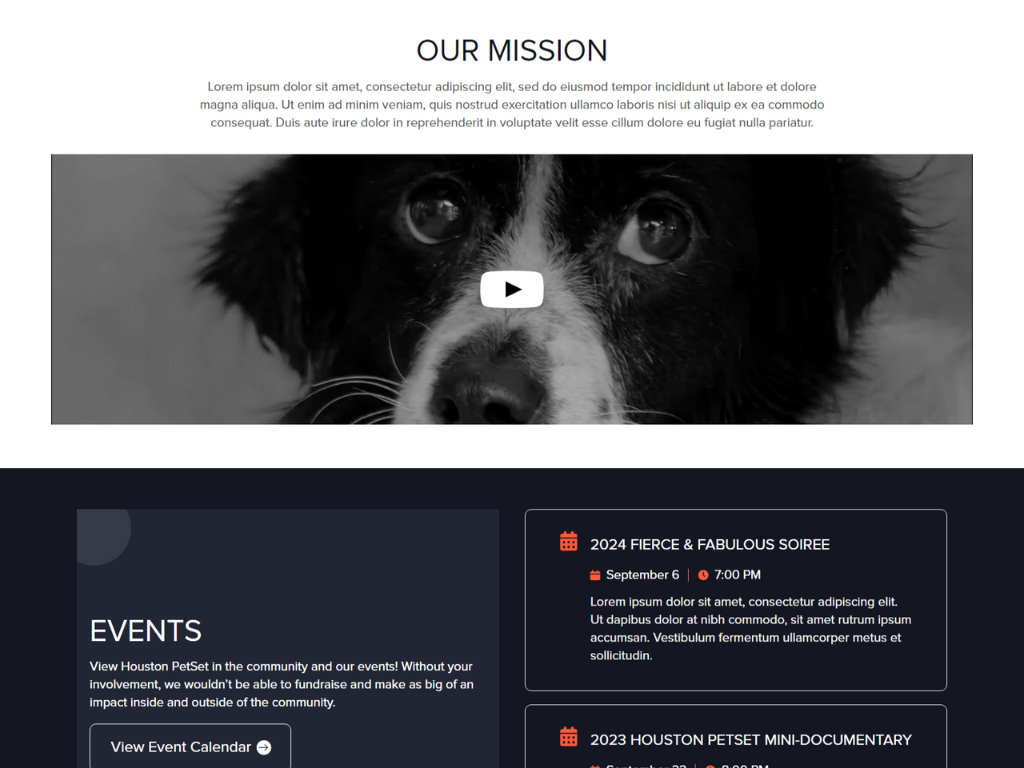 OUR MISSION
Lorem ipsum dolor sit amet, consectetur adipiscing elit, sed do eiusmod tempor incididunt ut labore et dolore
magna aliqua. Ut enim ad minim veniam, quis nostrud exercitation ullamco laboris nisi ut aliquip ex ea commodo
consequat. Duis aute irure dolor in reprehenderit in voluptate velit esse cillum dolore eu fugiat nulla pariatur.
EVENTS
View Houston PetSet in the community and our events! Without your
involvement, we wouldn't be able to fundraise and make as big of an
impact inside and outside of the community.
View Event Calendar
2024 FIERCE & FABULOUS SOIREE
September 6 | 7:00 PM
Lorem ipsum dolor sit amet, consectetur adipiscing elit.
Ut dapibus dolor at nibh commodo, sit amet rutrum ipsum
accumsan. Vestibulum fermentum ullamcorper metus et
sollicitudin.
2023 HOUSTON PETSET MINI-DOCUMENTARY